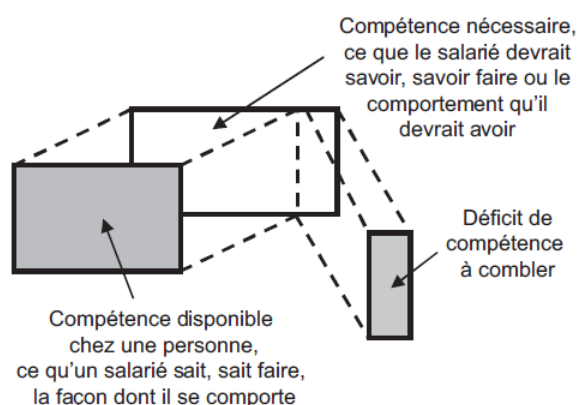 Compétence nécessaire,
ce que le salarié devrait
savoir, savoir faire ou le
comportement qu'il
devrait avoir
Déficit de
compétence
à combler
Compétence disponible
chez une personne,
ce qu'un salarié sait, sait faire,
la façon dont il se comporte